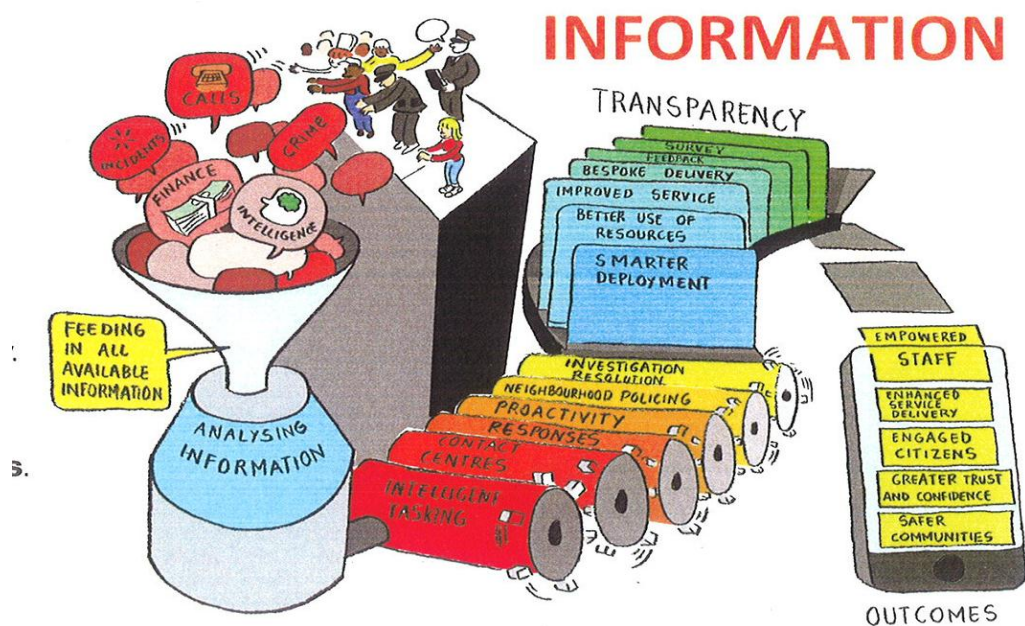 INFORMATION
CALLS
INCIDENTS
CRIME
FINANCE
INTELLIGENCE
FEEDING
IN ALL
AVAILABLE
INFORMATION
ANALYSING
INFORMATION
INTELLIGENT
TASKING
CONTACT
CENTRES
PROACTIVITY
RESPONSES
NEIGHBOURHOOD POLICING
INVESTIGATION
RESOLUTION
TRANSPARENCY
SURVEY
FEEDBACK
BESPOKE DELIVERY
IMPROVED SERVICE
BETTER USE OF
RESOURCES
SMARTER
DEPLOYMENT
EMPOWERED
STAFF
ENHANCED
SERVICE
DELIVERY
ENGAGED
CITIZENS
GREATER TRUST
AND CONFIDENCE
SAFER
COMMUNITIES
OUTCOMES
s.